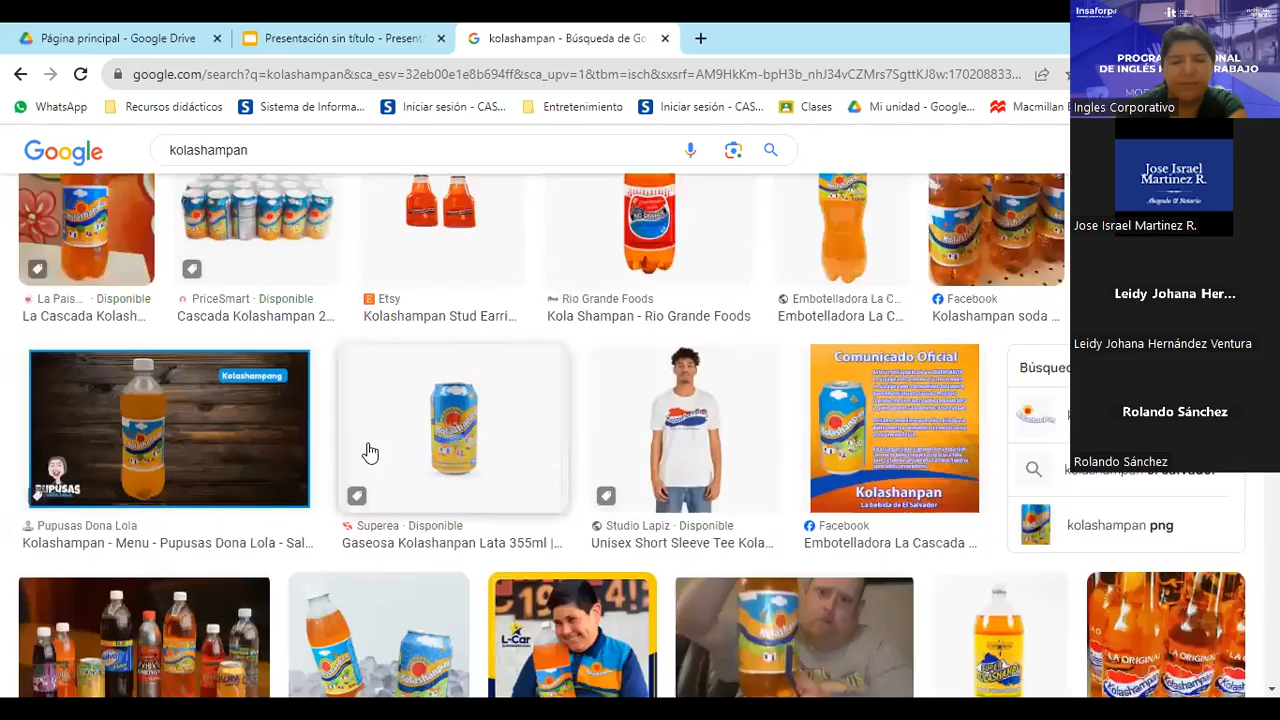 Página principal - Google Drive
Presentación sin título - Present
kolashampan - Búsqueda de Go
google.com/search?q=kolashampan&sca_esv=82feb00e1e8b694ff&sca_upv=1&tbm=isch&sxsrf=AM9HkKm-bpH3b_nhJ34vCZMrs7SgttKJ8w:170208833...
WhatsApp
Recursos didácticos
Sistema de Informa...
Iniciar sesión - CAS...
Entretenimiento
Iniciar sesión - CAS...
Clases
Mi unidad - Google...
Macmillan
Google
kolashampan
La Pais... · Disponible
La Cascada Kolash...
PriceSmart · Disponible
Cascada Kolashampan 2...
Etsy
Kolashampan Stud Earri...
Rio Grande Foods
Kola Shampan - Rio Grande Foods
Embotelladora La C...
Embotelladora La C...
Facebook
Kolashampan soda ...
Kolashampang
PUPUSAS
Pupusas Dona Lola
Kolashampan - Menu - Pupusas Dona Lola - Sal...
Superea · Disponible
Gaseosa Kolashanpan Lata 355ml |...
Studio Lapiz · Disponible
Unisex Short Sleeve Tee Kola...
Comunicado Oficial
Kolashanpan
La bebida de El Salvador
Facebook
Embotelladora La Cascada ...
kolashampan png
L-Car
LA ORIGINAL
Kolashanpan
Insaforp
Ingles Corporativo
Jose Israel
Martinez R.
Abogado & Notario
Jose Israel Martinez R.
Leidy Johana Her...
Leidy Johana Hernández Ventura
Rolando Sánchez
Rolando Sánchez